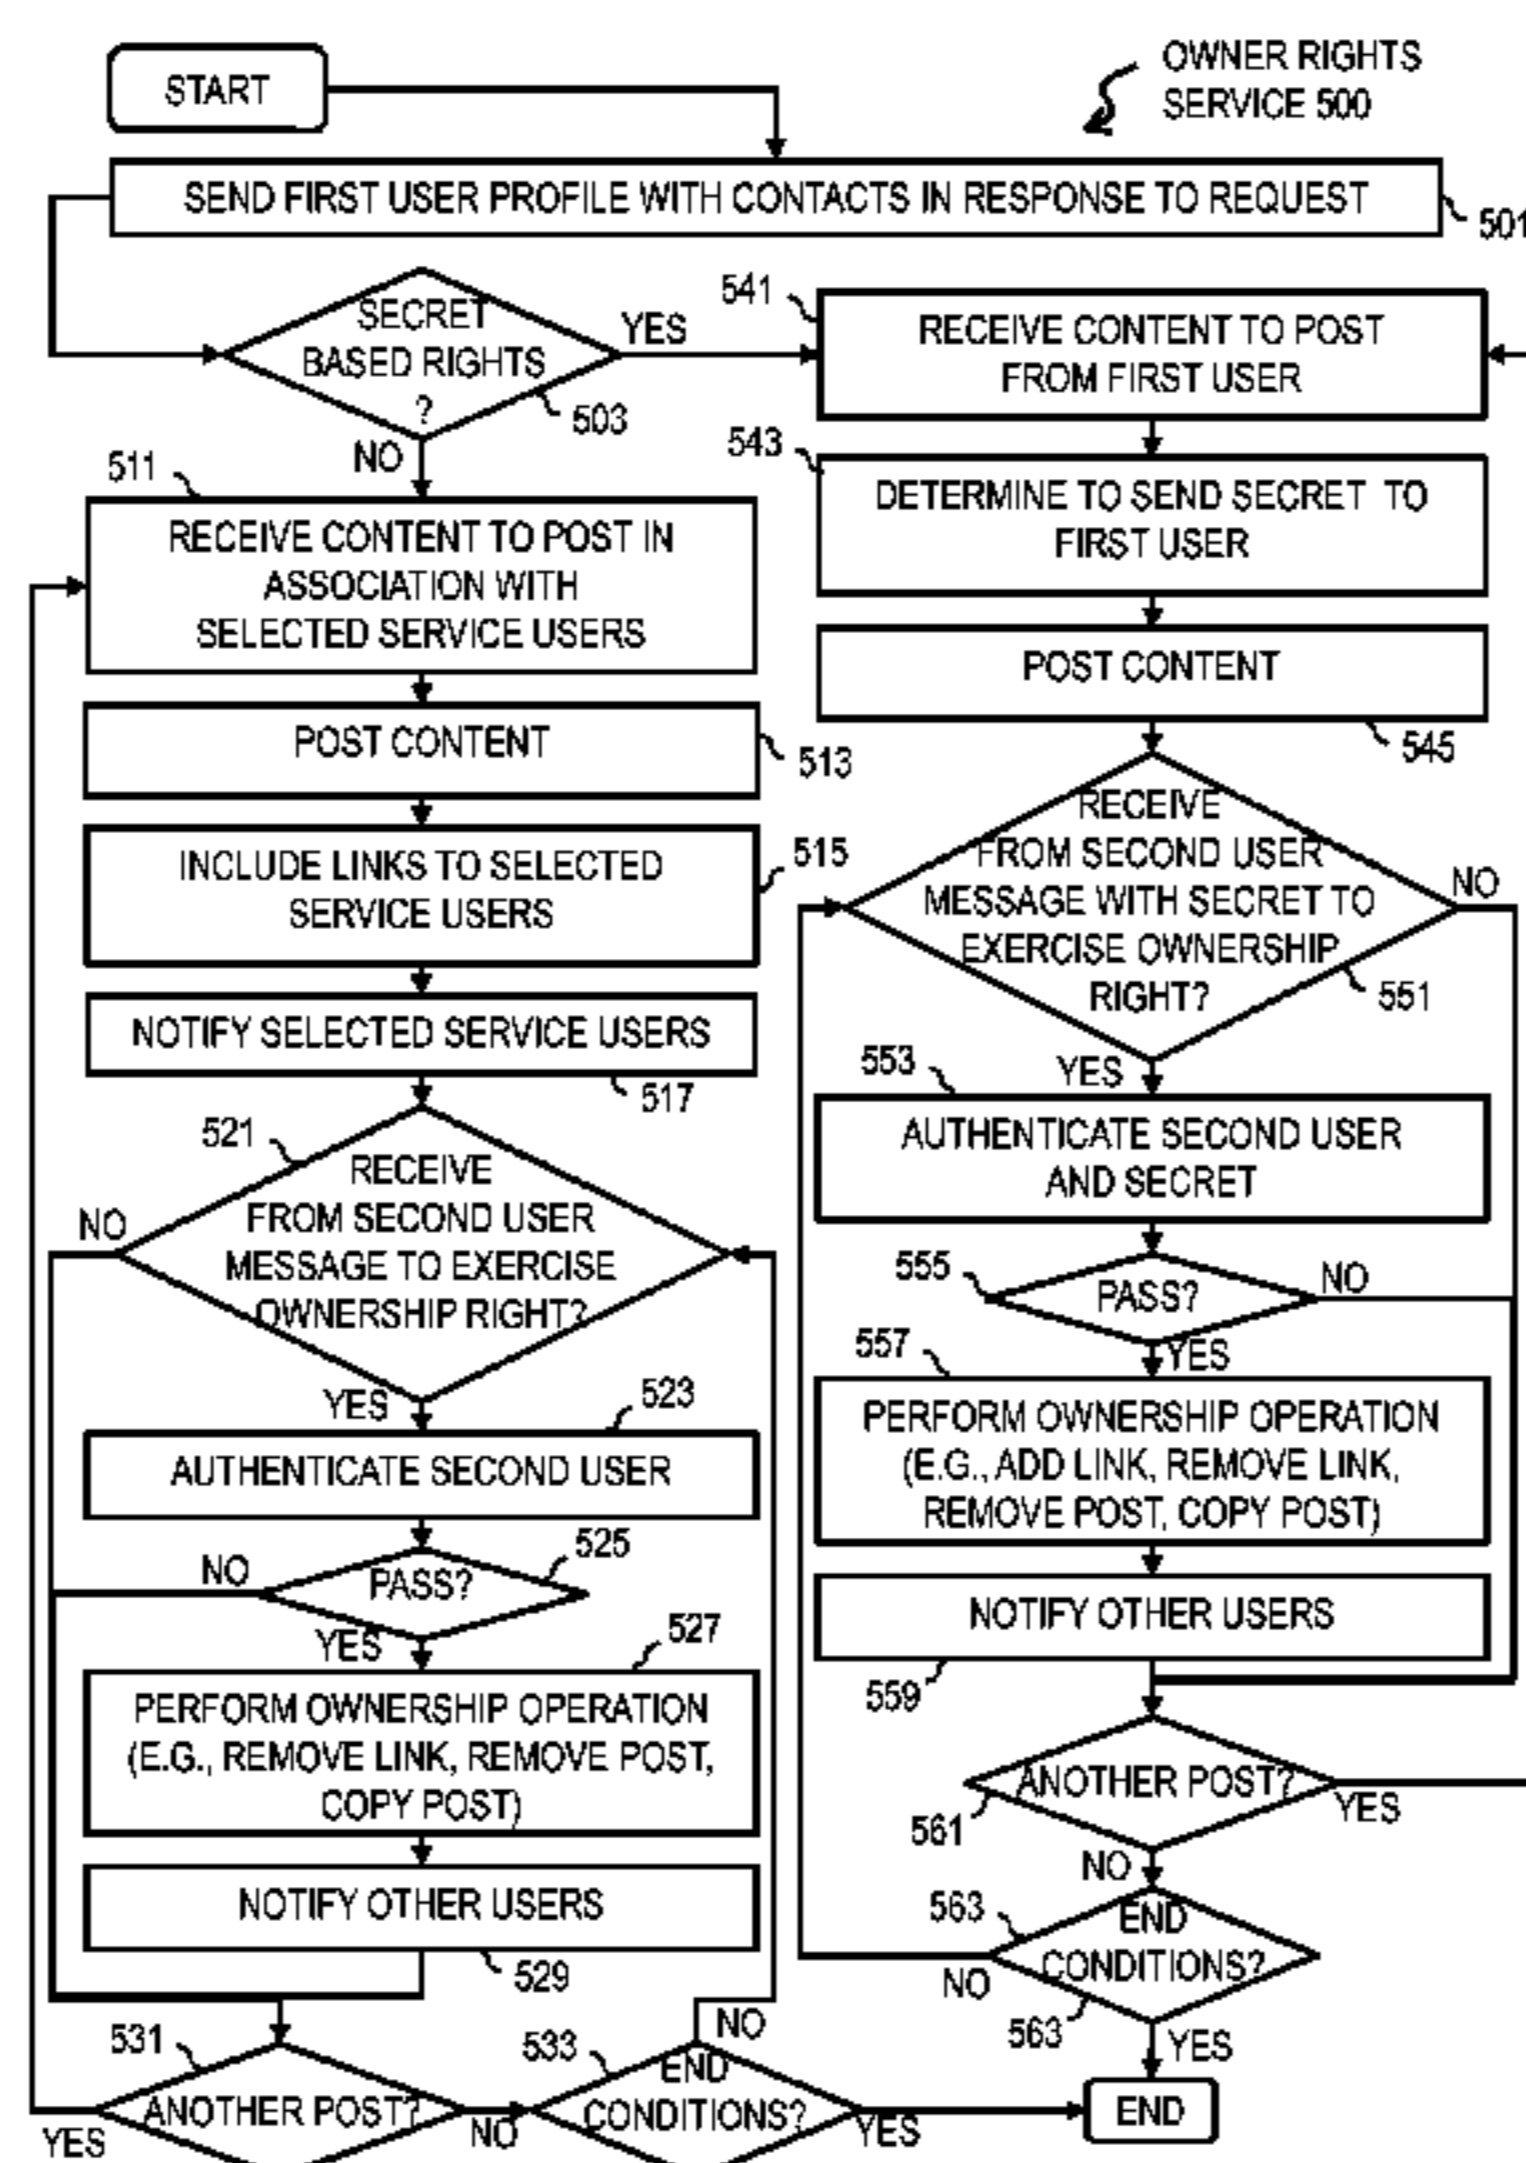 START
OWNER RIGHTS
SERVICE 500
SEND FIRST USER PROFILE WITH CONTACTS IN RESPONSE TO REQUEST
501
SECRET
BASED RIGHTS
?
503
YES
NO
511
RECEIVE CONTENT TO POST IN
ASSOCIATION WITH
SELECTED SERVICE USERS
POST CONTENT
513
INCLUDE LINKS TO SELECTED
SERVICE USERS
515
NOTIFY SELECTED SERVICE USERS
517
521
RECEIVE
FROM SECOND USER
MESSAGE TO EXERCISE
OWNERSHIP RIGHT?
NO
YES
523
AUTHENTICATE SECOND USER
525
PASS?
NO
YES
527
PERFORM OWNERSHIP OPERATION
(E.G., REMOVE LINK, REMOVE POST,
COPY POST)
NOTIFY OTHER USERS
529
531
ANOTHER POST?
YES
NO
533
END
CONDITIONS?
NO
YES
541
RECEIVE CONTENT TO POST
FROM FIRST USER
543
DETERMINE TO SEND SECRET TO
FIRST USER
POST CONTENT
545
RECEIVE
FROM SECOND USER
MESSAGE WITH SECRET TO
EXERCISE OWNERSHIP
RIGHT?
NO
551
YES
553
AUTHENTICATE SECOND USER
AND SECRET
555
PASS?
NO
YES
557
PERFORM OWNERSHIP OPERATION
(E.G., ADD LINK, REMOVE LINK,
REMOVE POST, COPY POST)
NOTIFY OTHER USERS
559
ANOTHER POST?
561
YES
NO
563
END
CONDITIONS?
NO
563
YES
END